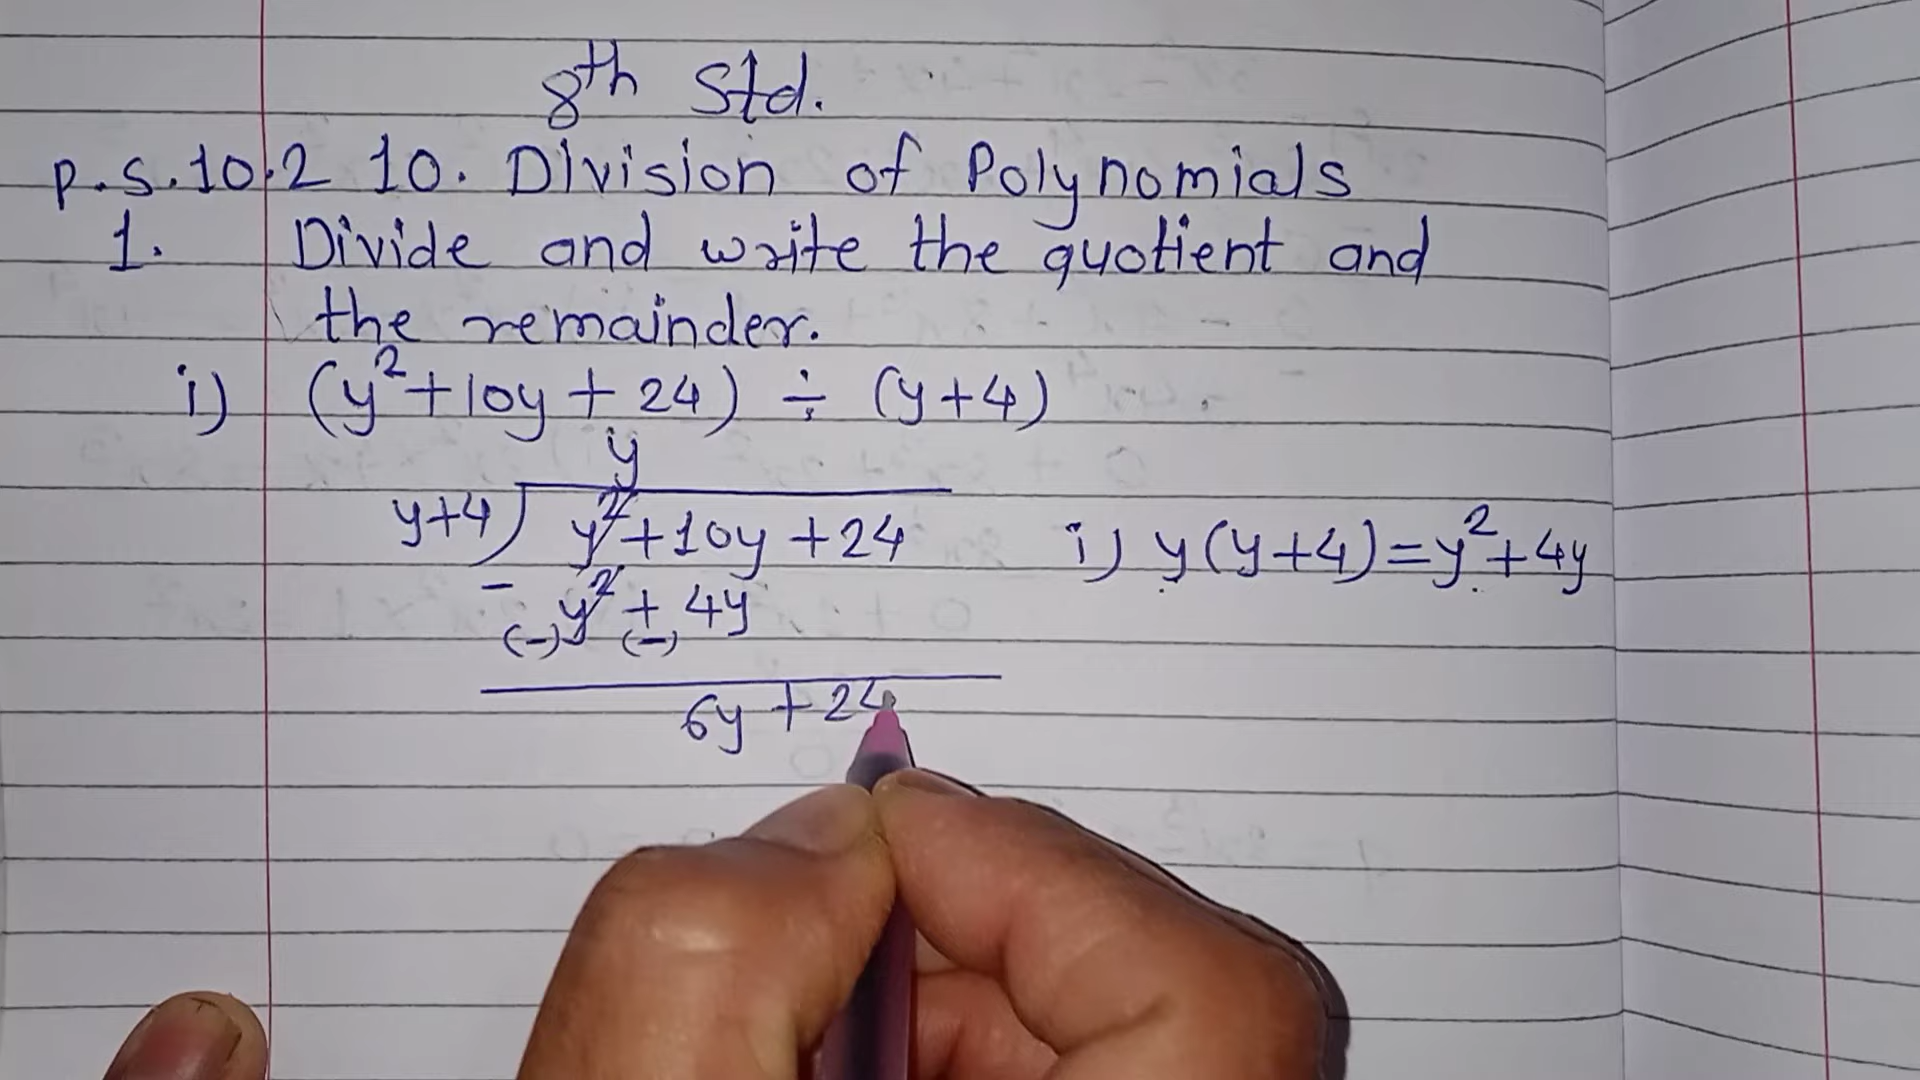 8th Std.
P.S.10.2 10. Division of Polynomials
1. Divide and write the quotient and
the remainder.
i) (y²+10y+24) ÷ (y+4)
y
y+4) y²+10y+24 i) y(y+4)=y²+4y
- y²+4y
(-) (-)
6y+24